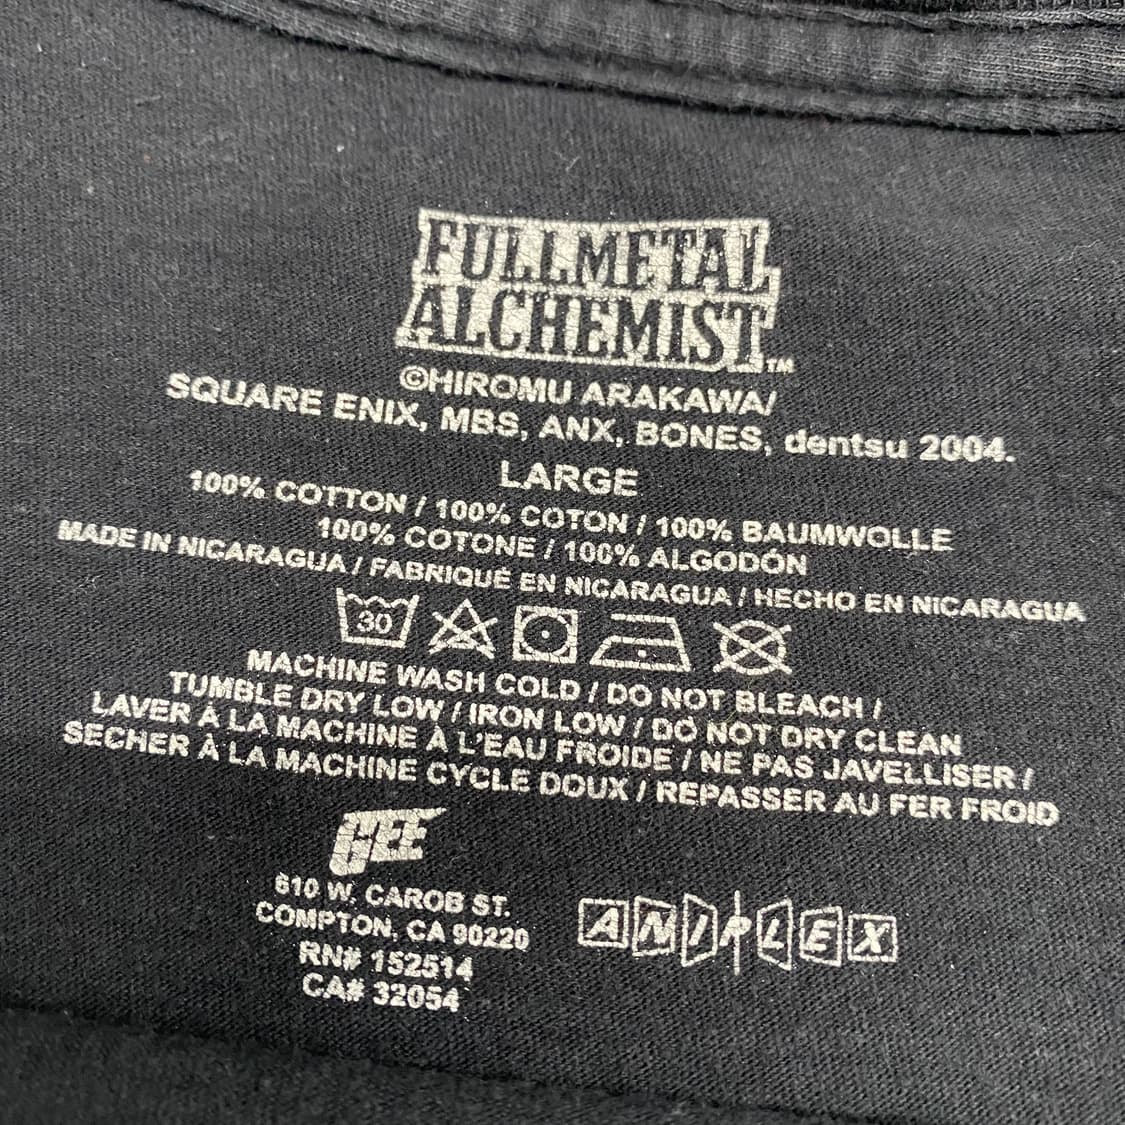 FULLMETAL
ALCHEMIST™
©HIROMU ARAKAWA/
SQUARE ENIX, MBS, ANX, BONES, dentsu 2004.
LARGE
100% COTTON / 100% COTON / 100% BAUMWOLLE
100% COTONE / 100% ALGODÓN
MADE IN NICARAGUA / FABRIQUÉ EN NICARAGUA / HECHO EN NICARAGUA
30
MACHINE WASH COLD / DO NOT BLEACH /
TUMBLE DRY LOW / IRON LOW / DO NOT DRY CLEAN
LAVER À LA MACHINE À L'EAU FROIDE / NE PAS JAVELLISER /
SECHER À LA MACHINE CYCLE DOUX / REPASSER AU FER FROID
GEE
610 W. CAROB ST.
COMPTON, CA 90220
RN# 152514
CA# 32054
ANIPLEX